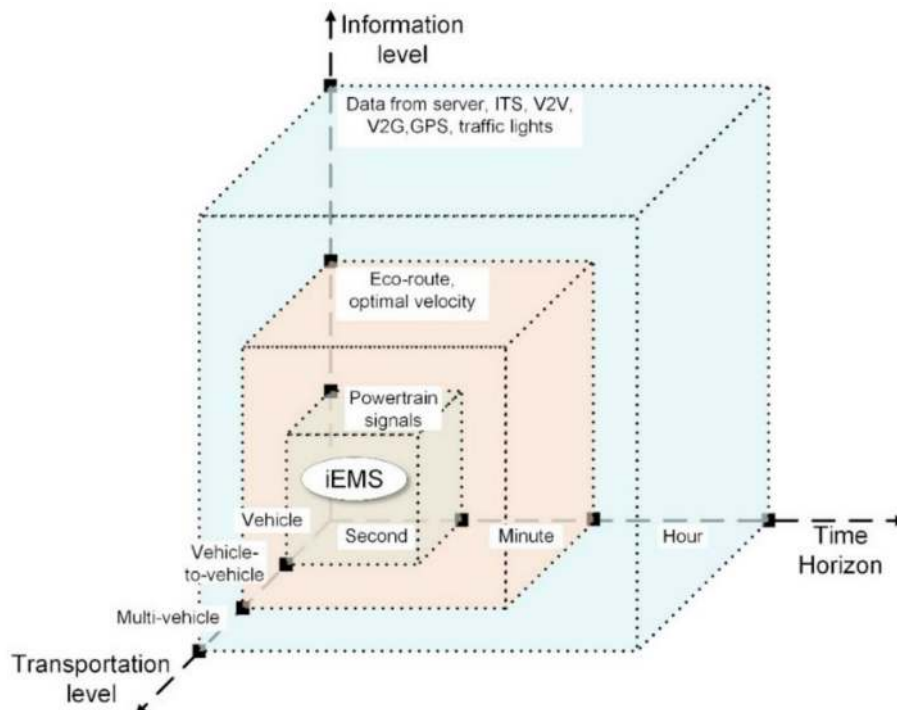 Information
level
Data from server, ITS, V2V,
V2G,GPS, traffic lights
Eco-route,
optimal velocity
Powertrain
signals
iEMS
Vehicle
Second
Minute
Hour
Time
Horizon
Vehicle-
to-vehicle
Multi-vehicle
Transportation
level